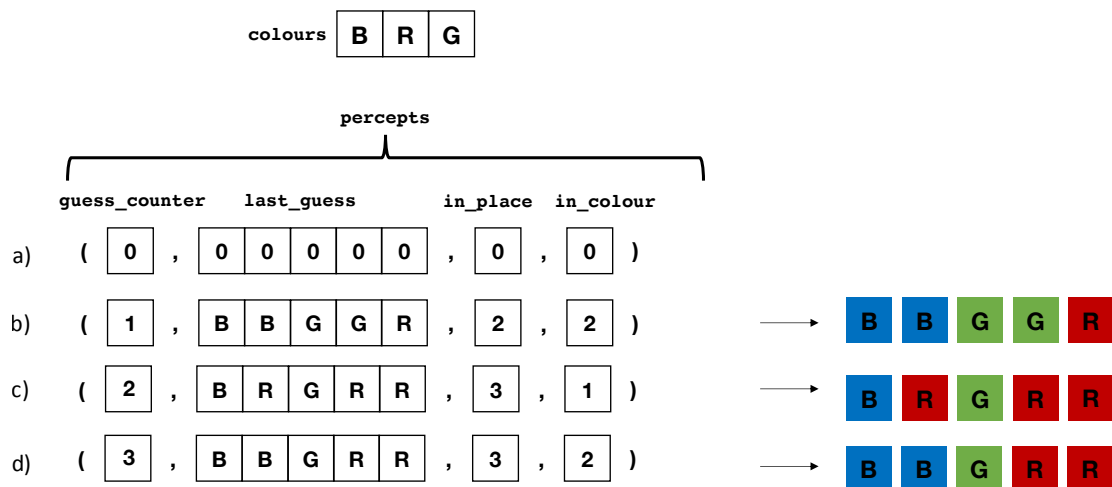 colours B R G
percepts
guess_counter last_guess in_place in_colour
a) ( 0 , 0 0 0 0 0 , 0 , 0 )
b) ( 1 , B B G G R , 2 , 2 ) B B G G R
c) ( 2 , B R G R R , 3 , 1 ) B R G R R
d) ( 3 , B B G R R , 3 , 2 ) B B G R R